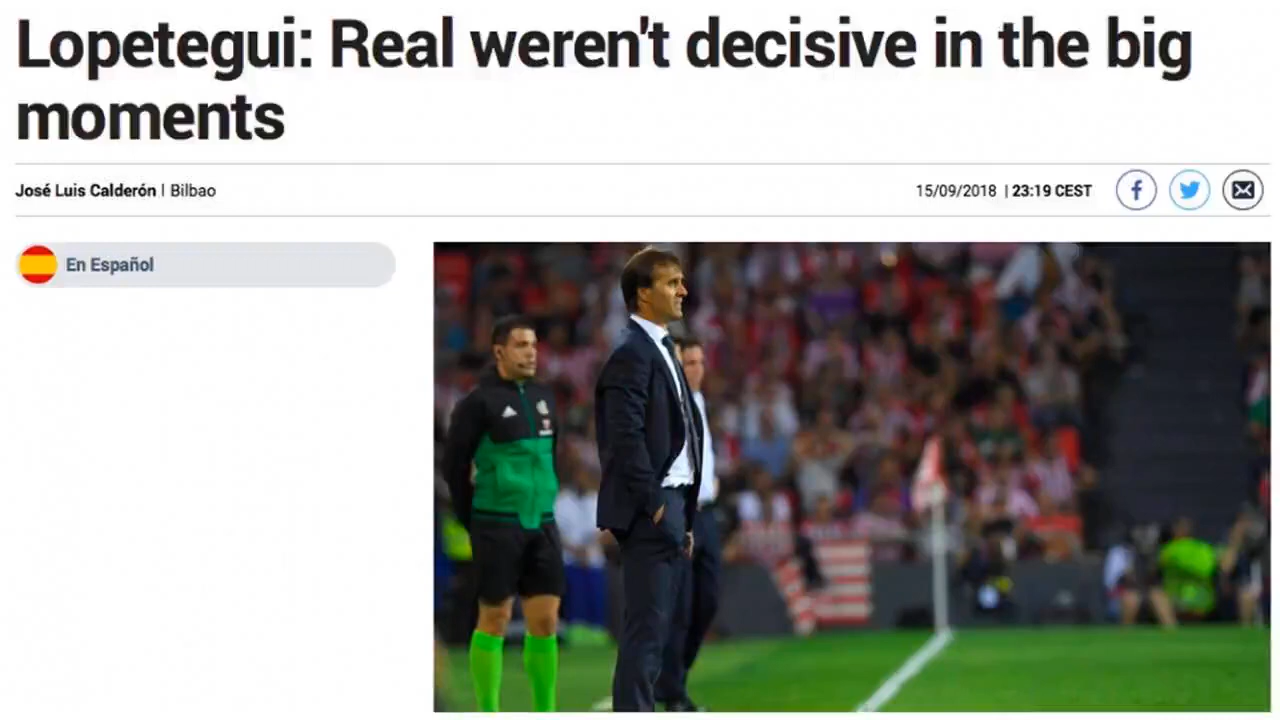 Lopetegui: Real weren't decisive in the big
moments
José Luis Calderón | Bilbao
15/09/2018 | 23:19 CEST
En Español